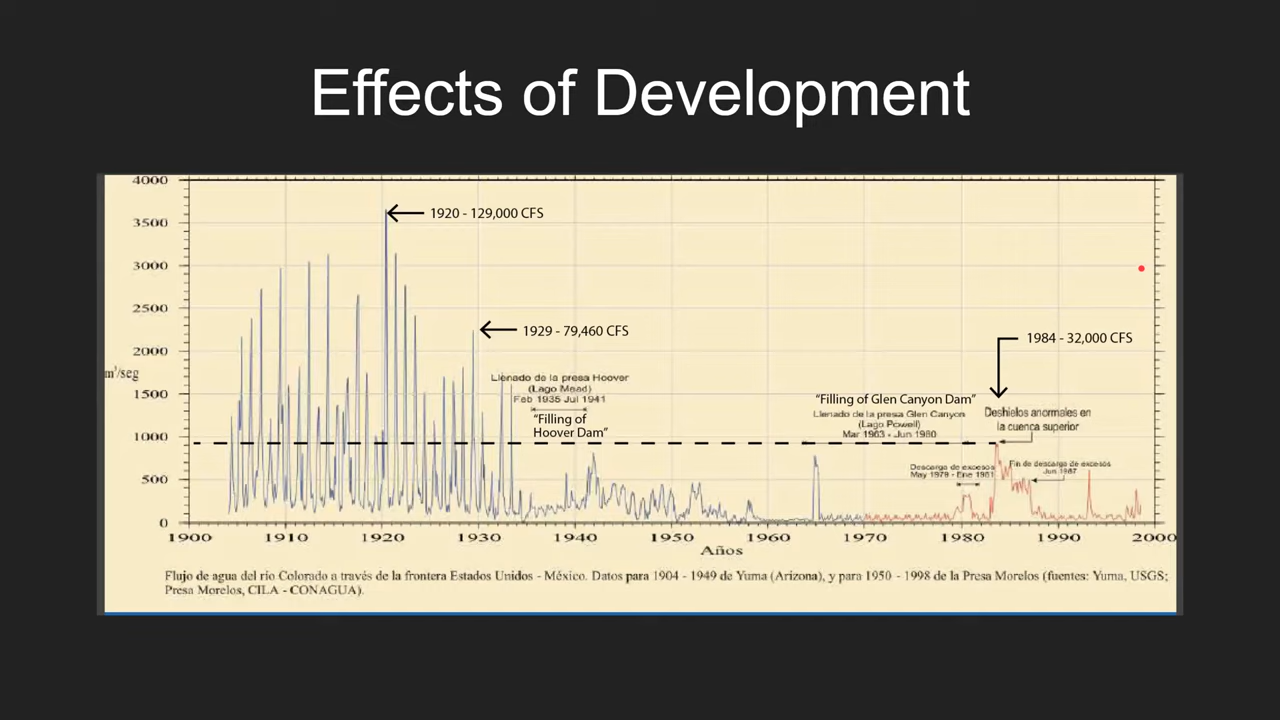 Effects of Development
4000
3500
3000
2500
2000
m³/seg
1500
1000
500
0
1920 - 129,000 CFS
1929 - 79,460 CFS
1984 - 32,000 CFS
Llenado de la presa Hoover
(Lago Mead)
Feb 1935 Jul 1941
“Filling of
Hoover Dam”
“Filling of Glen Canyon Dam”
Llenado de la presa Glen Canyon
(Lago Powell)
Mar 1963 - Jun 1980
Deshielos anormales en
la cuenca superior
Descarga de excesos
May 1979 - Ene 1981
Fin de descarga de excesos
Jun 1987
1900 1910 1920 1930 1940 1950 1960 1970 1980 1990 2000
Años
Flujo de agua del río Colorado a través de la frontera Estados Unidos - México. Datos para 1904 - 1949 de Yuma (Arizona), y para 1950 - 1998 de la Presa Morelos (fuentes: Yuma, USGS;
Presa Morelos, CILA - CONAGUA).